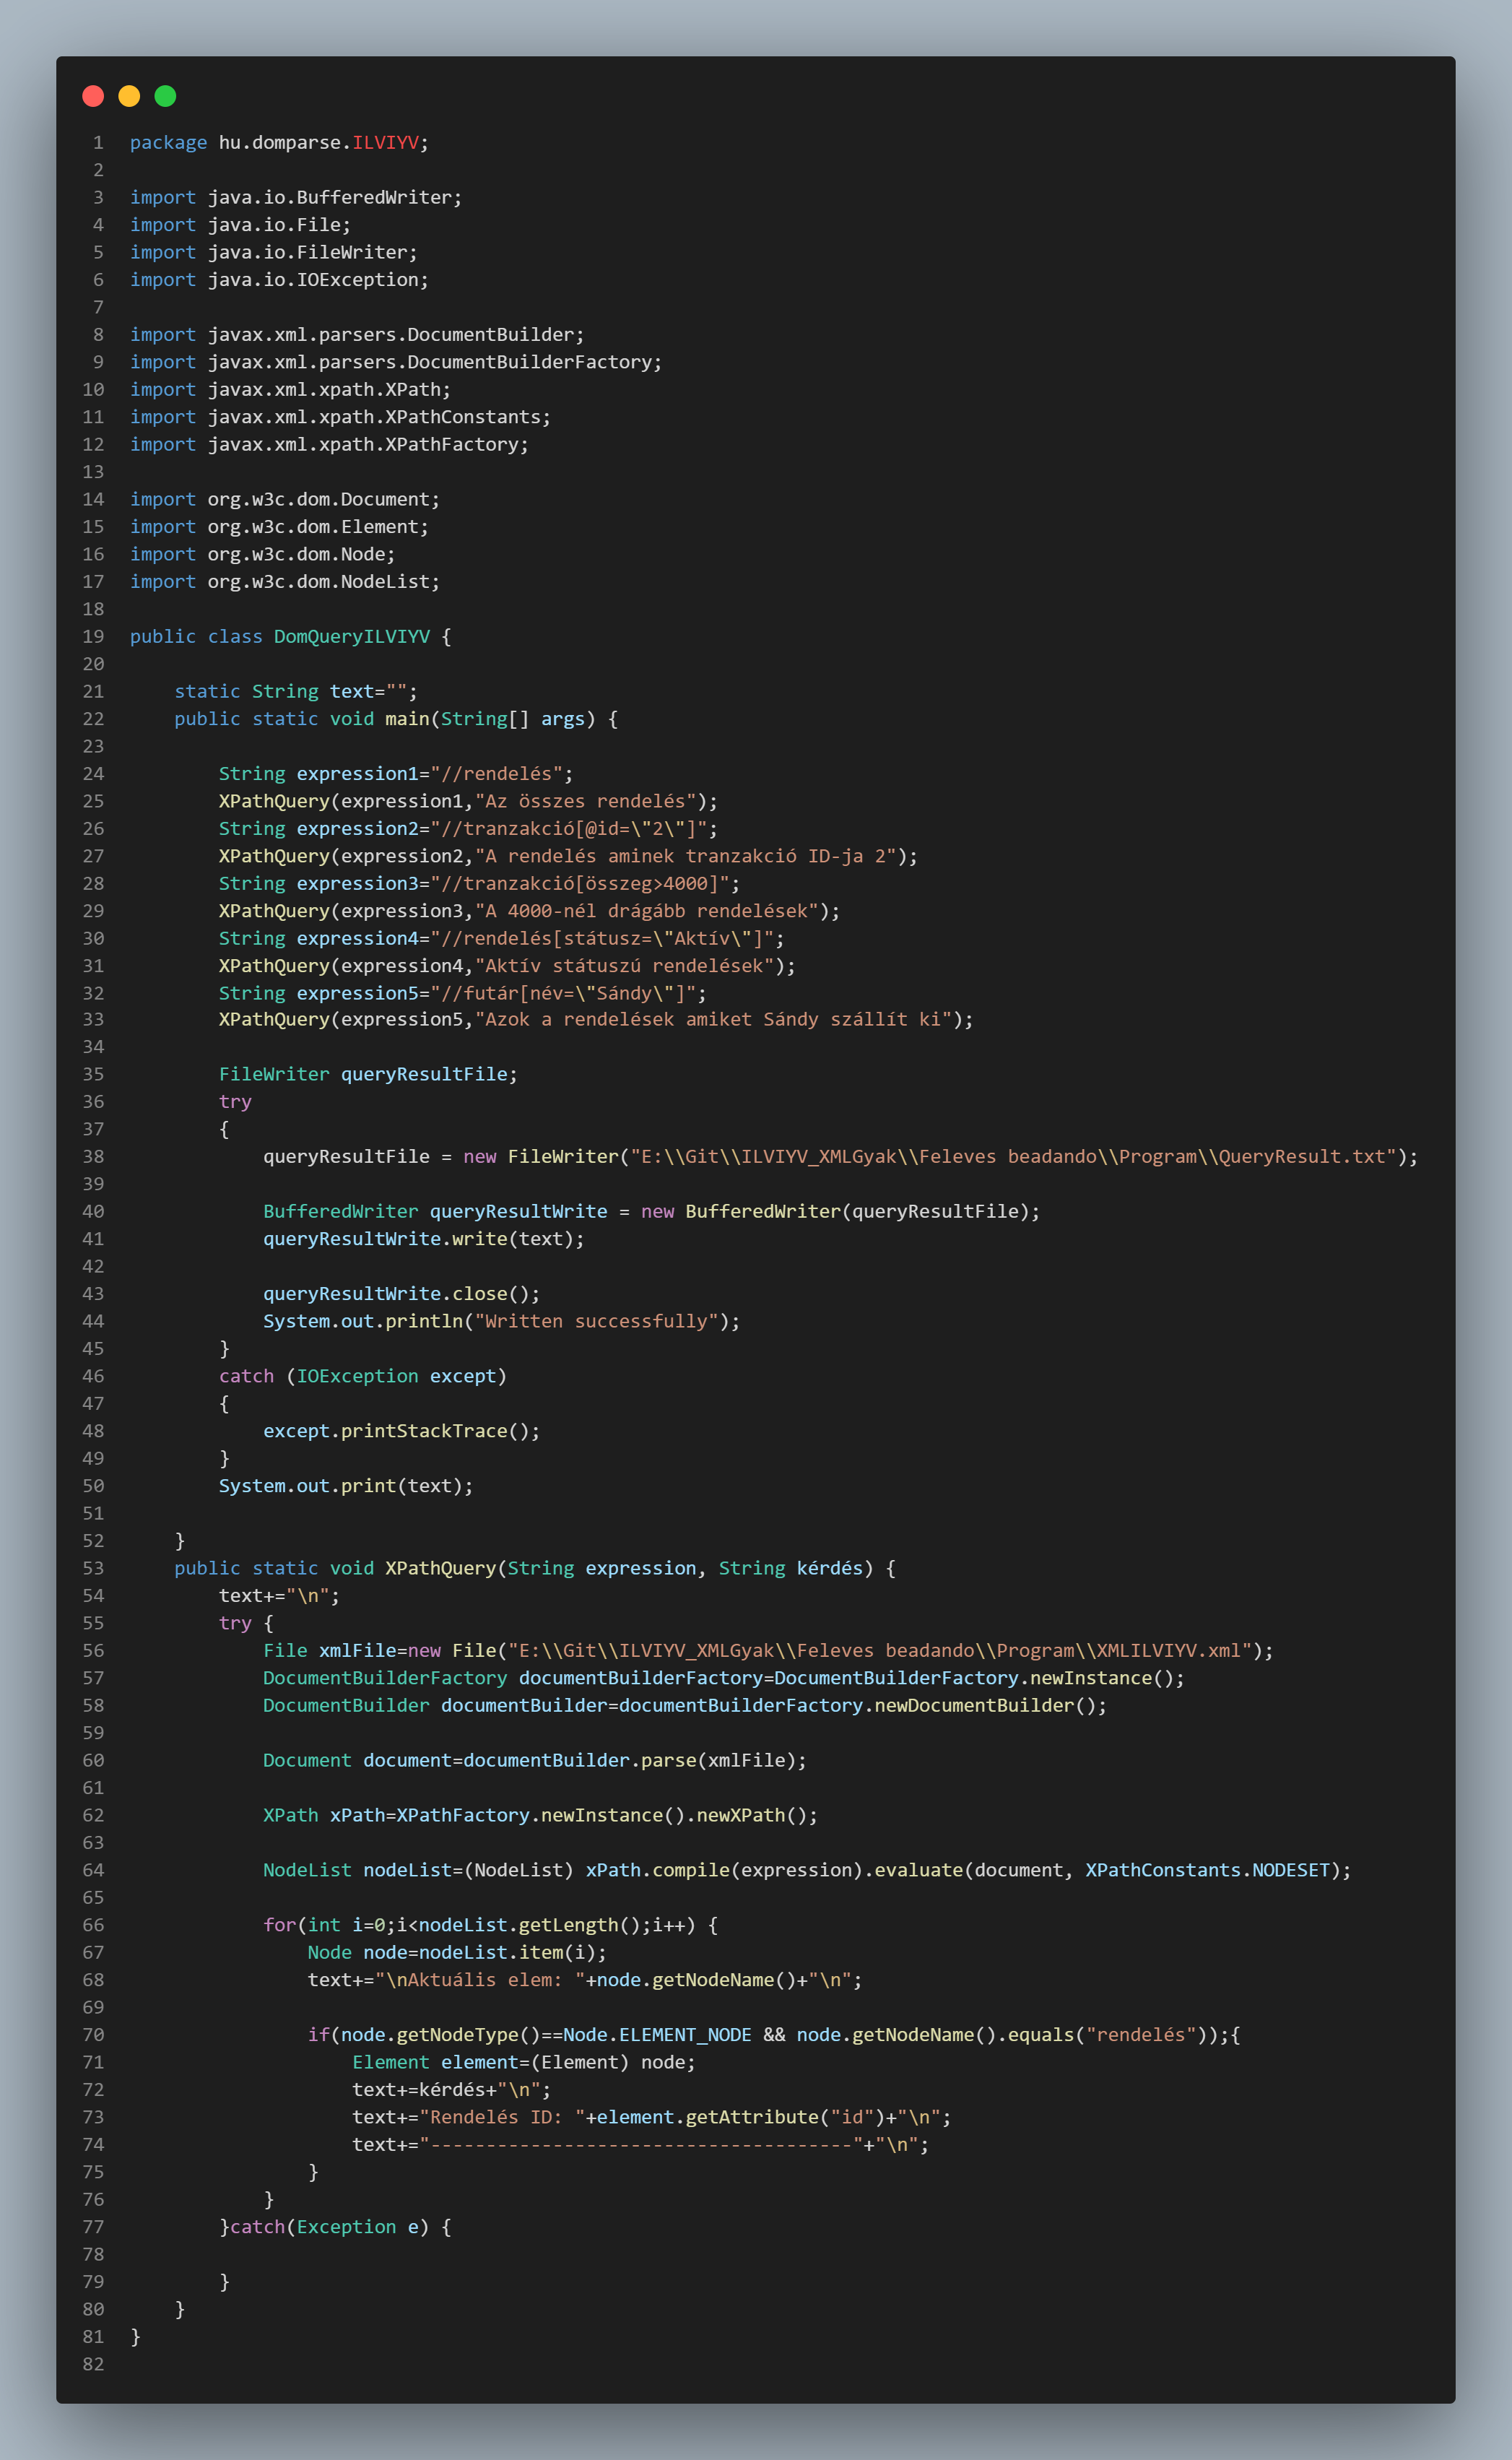 1 package hu.domparse.ILVIYV;
2
3 import java.io.BufferedWriter;
4 import java.io.File;
5 import java.io.FileWriter;
6 import java.io.IOException;
7
8 import javax.xml.parsers.DocumentBuilder;
9 import javax.xml.parsers.DocumentBuilderFactory;
10 import javax.xml.xpath.XPath;
11 import javax.xml.xpath.XPathConstants;
12 import javax.xml.xpath.XPathFactory;
13
14 import org.w3c.dom.Document;
15 import org.w3c.dom.Element;
16 import org.w3c.dom.Node;
17 import org.w3c.dom.NodeList;
18
19 public class DomQueryILVIYV {
20
21     static String text="";
22     public static void main(String[] args) {
23
24         String expression1="//rendelés";
25         XPathQuery(expression1,"Az összes rendelés");
26         String expression2="//tranzakció[@id=\"2\"]";
27         XPathQuery(expression2,"A rendelés aminek tranzakció ID-ja 2");
28         String expression3="//tranzakció[összeg>4000]";
29         XPathQuery(expression3,"A 4000-nél drágább rendelések");
30         String expression4="//rendelés[státusz=\"Aktív\"]";
31         XPathQuery(expression4,"Aktív státuszú rendelések");
32         String expression5="//futár[név=\"Sándy\"]";
33         XPathQuery(expression5,"Azok a rendelések amiket Sándy szállít ki");
34
35         FileWriter queryResultFile;
36         try
37         {
38             queryResultFile = new FileWriter("E:\\Git\\ILVIYV_XMLGyak\\Feleves beadando\\Program\\QueryResult.txt");
39
40             BufferedWriter queryResultWrite = new BufferedWriter(queryResultFile);
41             queryResultWrite.write(text);
42
43             queryResultWrite.close();
44             System.out.println("Written successfully");
45         }
46         catch (IOException except)
47         {
48             except.printStackTrace();
49         }
50         System.out.print(text);
51
52     }
53     public static void XPathQuery(String expression, String kérdés) {
54         text+="\n";
55         try {
56             File xmlFile=new File("E:\\Git\\ILVIYV_XMLGyak\\Feleves beadando\\Program\\XMLILVIYV.xml");
57             DocumentBuilderFactory documentBuilderFactory=DocumentBuilderFactory.newInstance();
58             DocumentBuilder documentBuilder=documentBuilderFactory.newDocumentBuilder();
59
60             Document document=documentBuilder.parse(xmlFile);
61
62             XPath xPath=XPathFactory.newInstance().newXPath();
63
64             NodeList nodeList=(NodeList) xPath.compile(expression).evaluate(document, XPathConstants.NODESET);
65
66             for(int i=0;i<nodeList.getLength();i++) {
67                 Node node=nodeList.item(i);
68                 text+="\nAktuális elem: "+node.getNodeName()+"\n";
69
70                 if(node.getNodeType()==Node.ELEMENT_NODE && node.getNodeName().equals("rendelés"));{
71                     Element element=(Element) node;
72                     text+=kérdés+"\n";
73                     text+="Rendelés ID: "+element.getAttribute("id")+"\n";
74                     text+="--------------------------------------"+"\n";
75                 }
76             }
77         }catch(Exception e) {
78
79         }
80     }
81 }
82